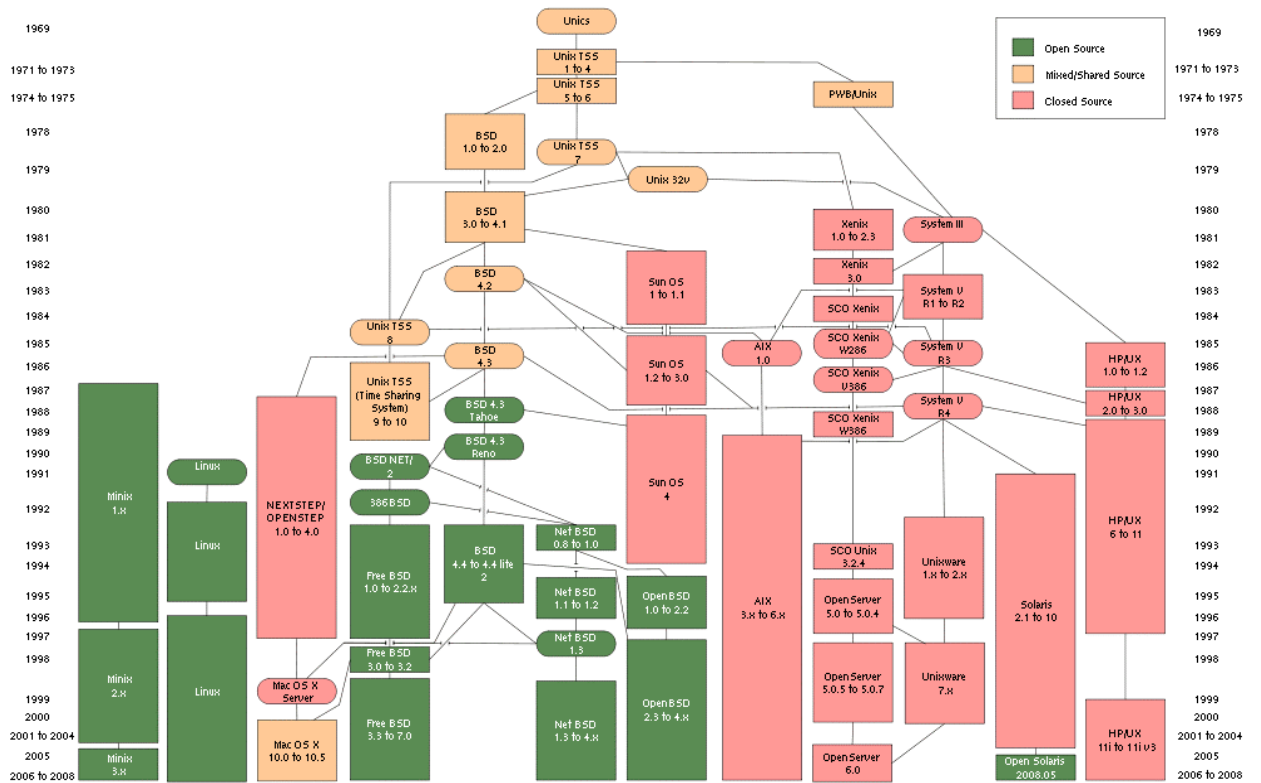 Unics
1969
1969
Open Source
Mixed/Shared Source
Closed Source
Unix TSS
1 to 4
1971 to 1973
1971 to 1973
Unix TSS
5 to 6
PWB/Unix
1974 to 1975
1974 to 1975
BSD
1.0 to 2.0
1978
1978
Unix TSS
7
1979
1979
Unix 32v
BSD
3.0 to 4.1
1980
1980
Xenix
1.0 to 2.3
System III
1981
1981
1982
1982
BSD
4.2
Sun OS
1 to 1.1
Xenix
3.0
System V
R1 to R2
1983
1983
SCO Xenix
1984
1984
Unix TSS
8
1985
1985
BSD
4.3
AIX
1.0
SCO Xenix
W286
System V
R3
HP/UX
1.0 to 1.2
1986
1986
Sun OS
1.2 to 3.0
Unix TSS
(Time Sharing
System)
9 to 10
SCO Xenix
V386
1987
1987
BSD 4.3
Tahoe
System V
R4
HP/UX
2.0 to 3.0
1988
1988
SCO Xenix
W386
1989
1989
BSD 4.3
Reno
1990
1990
Linux
BSD NET/
2
1991
1991
Minix
1.x
Sun OS
4
NEXTSTEP/
OPENSTEP
1.0 to 4.0
386BSD
1992
1992
HP/UX
6 to 11
Linux
Net BSD
0.8 to 1.0
1993
1993
BSD
4.4 to 4.4 lite
2
SCO Unix
3.2.4
Unixware
1.x to 2.x
1994
1994
Free BSD
1.0 to 2.2.x
Net BSD
1.1 to 1.2
Open BSD
1.0 to 2.2
AIX
3.x to 6.x
Open Server
5.0 to 5.0.4
Solaris
2.1 to 10
1995
1995
1996
1996
1997
1997
Net BSD
1.3
Free BSD
3.0 to 3.2
1998
1998
Minix
2.x
Linux
Mac OS X
Server
Open Server
5.0.5 to 5.0.7
Unixware
7.x
1999
1999
Open BSD
2.3 to 4.x
2000
2000
Free BSD
3.3 to 7.0
Net BSD
1.3 to 4.x
2001 to 2004
2001 to 2004
Mac OS X
10.0 to 10.5
HP/UX
11i to 11i v3
2005
2005
Minix
3.x
Open Server
6.0
Open Solaris
2008.05
2006 to 2008
2006 to 2008